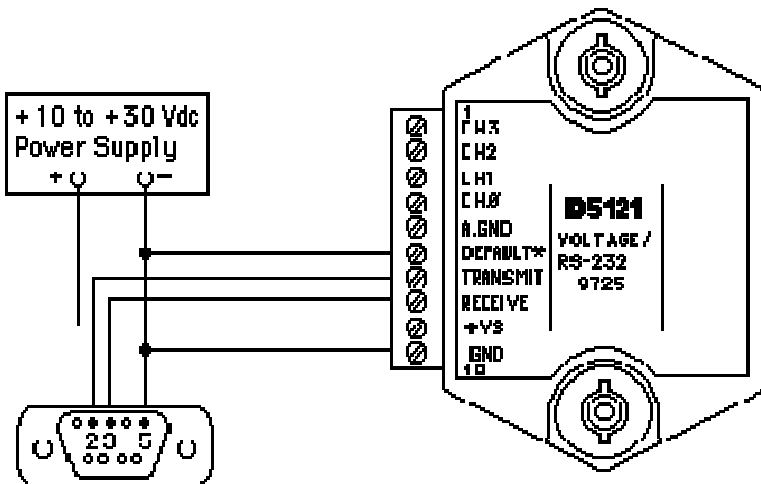 +10 to +30 Vdc
Power Supply
+ −
1
CH3
CH2
CH1
CH0
A.GND
DEFAULT*
TRANSMIT
RECEIVE
+VS
GND
10
D5121
VOLTAGE/
RS-232
9725
2 3 5